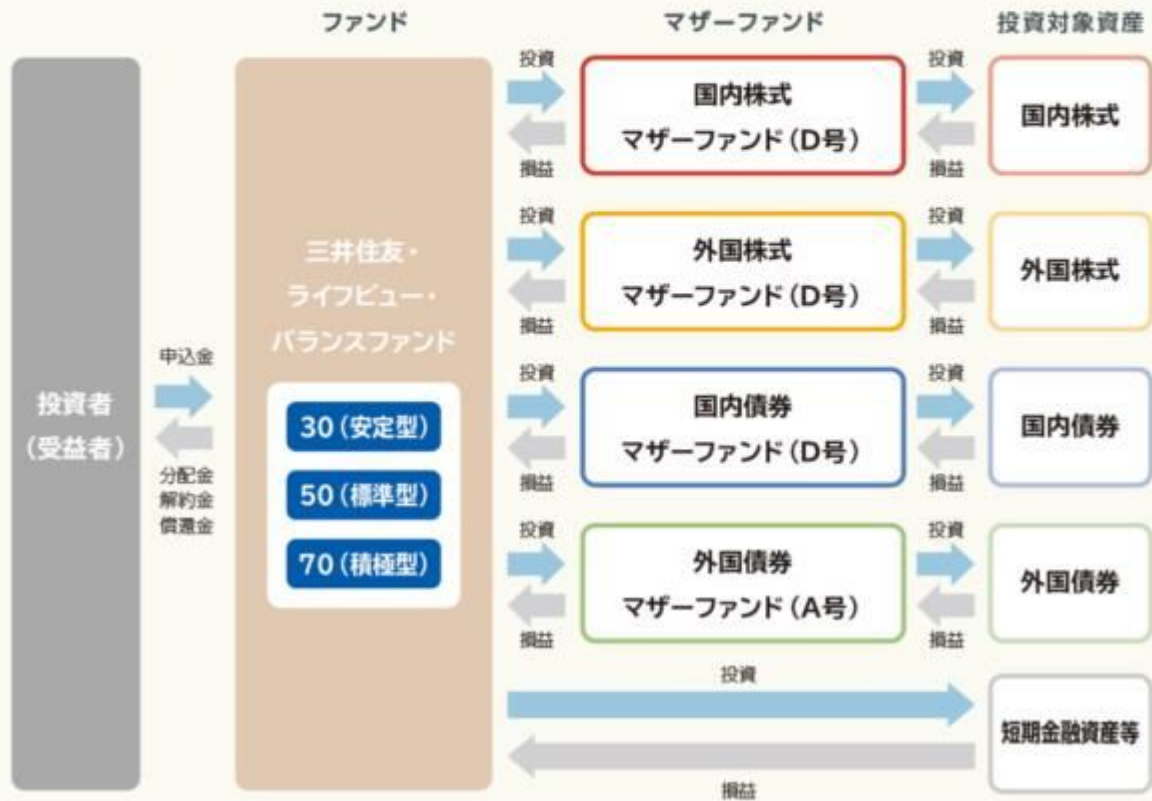 ファンド
マザーファンド
投資対象資産
投資者
(受益者)
申込金
分配金
解約金
償還金
三井住友・
ライフビュー・
バランスファンド
30(安定型)
50(標準型)
70(積極型)
投資
損益
国内株式
マザーファンド(D号)
投資
損益
国内株式
投資
損益
外国株式
マザーファンド(D号)
投資
損益
外国株式
投資
損益
国内債券
マザーファンド(D号)
投資
損益
国内債券
投資
損益
外国債券
マザーファンド(A号)
投資
損益
外国債券
投資
損益
短期金融資産等